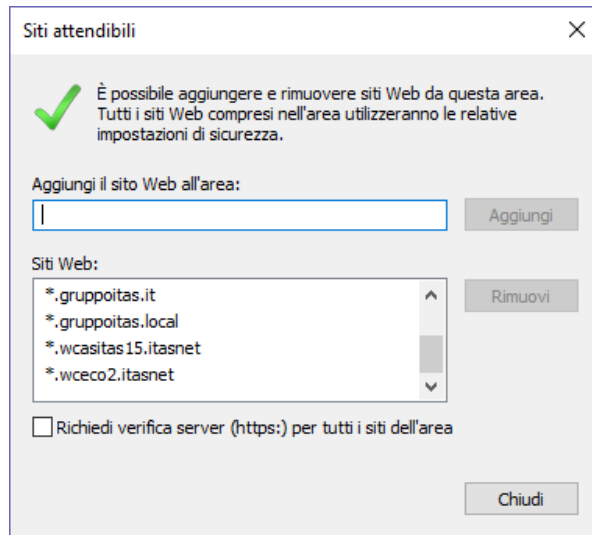 Siti attendibili
È possibile aggiungere e rimuovere siti Web da questa area.
Tutti i siti Web compresi nell'area utilizzeranno le relative
impostazioni di sicurezza.
Aggiungi il sito Web all'area:
Aggiungi
Siti Web:
*.gruppoitas.it
Rimuovi
*.gruppoitas.local
*.wcasitas15.itasnet
*.wceco2.itasnet
Richiedi verifica server (https:) per tutti i siti dell'area
Chiudi